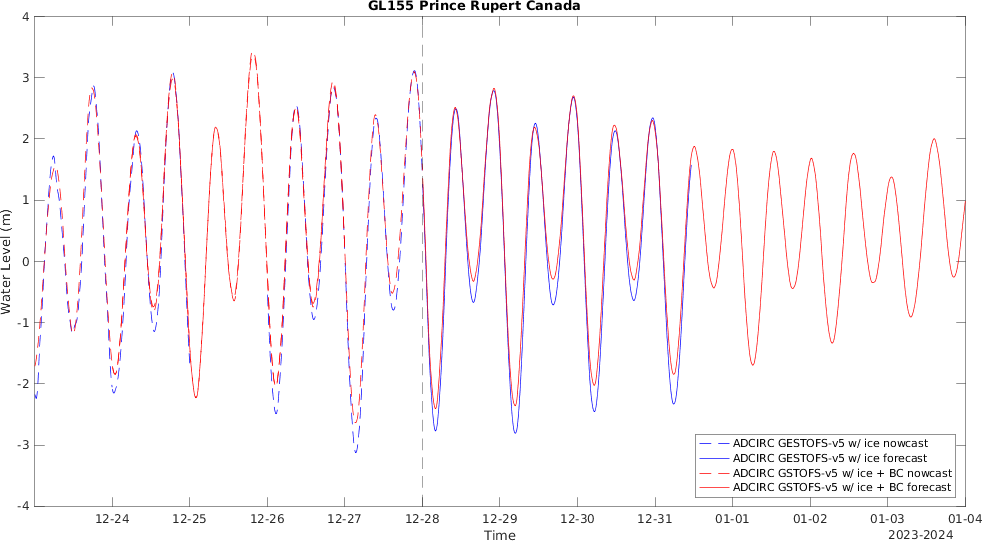 GL155 Prince Rupert Canada
4
3
2
1
0
-1
-2
-3
-4
Water Level (m)
ADCIRC GESTOFS-v5 w/ ice nowcast
ADCIRC GESTOFS-v5 w/ ice forecast
ADCIRC GSTOFS-v5 w/ ice + BC nowcast
ADCIRC GSTOFS-v5 w/ ice + BC forecast
12-24 12-25 12-26 12-27 12-28 12-29 12-30 12-31 01-01 01-02 01-03 01-04
Time
2023-2024